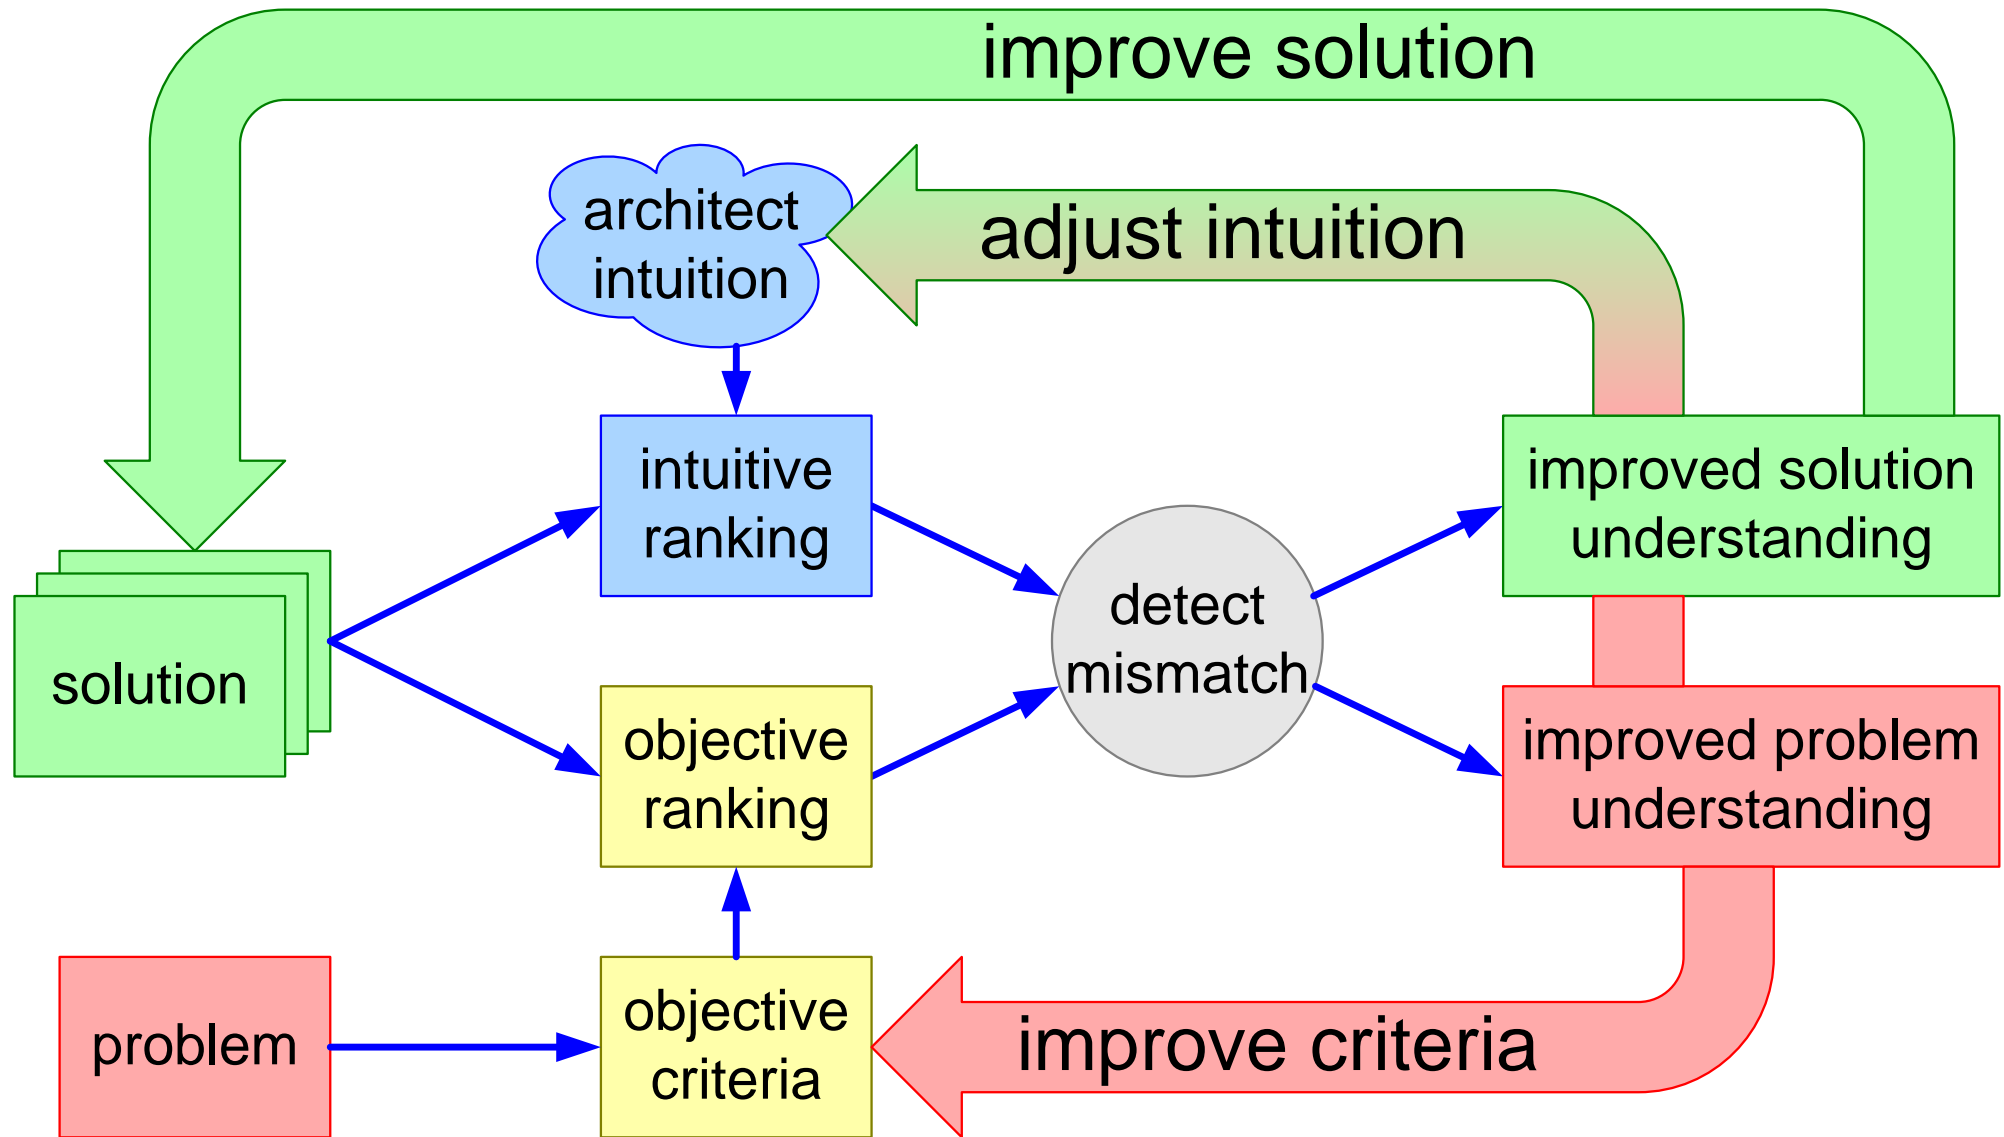 improve solution
architect
intuition
adjust intuition
intuitive
ranking
improved solution
understanding
detect
mismatch
solution
objective
ranking
improved problem
understanding
problem
objective
criteria
improve criteria